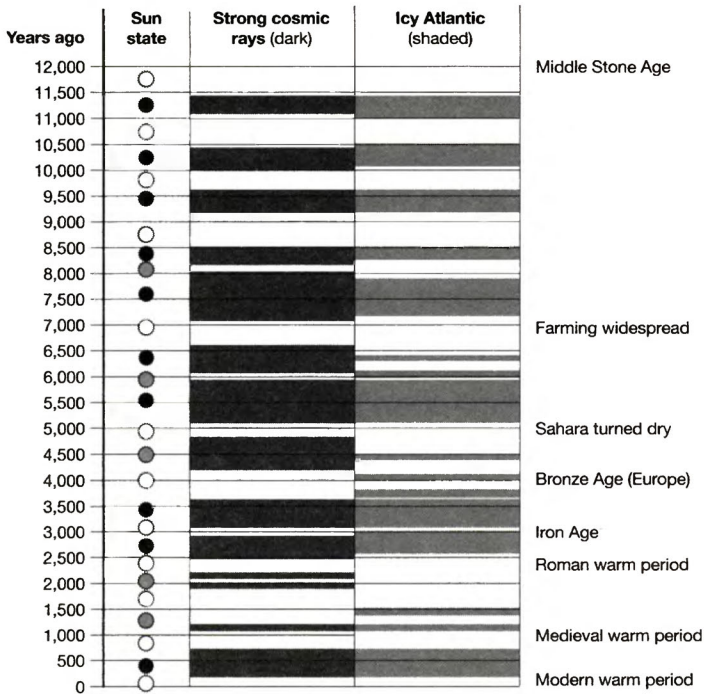 Years ago
Sun
state
Strong cosmic
rays (dark)
Icy Atlantic
(shaded)
12,000
11,500
11,000
10,500
10,000
9,500
9,000
8,500
8,000
7,500
7,000
6,500
6,000
5,500
5,000
4,500
4,000
3,500
3,000
2,500
2,000
1,500
1,000
500
0
Middle Stone Age
Farming widespread
Sahara turned dry
Bronze Age (Europe)
Iron Age
Roman warm period
Medieval warm period
Modern warm period